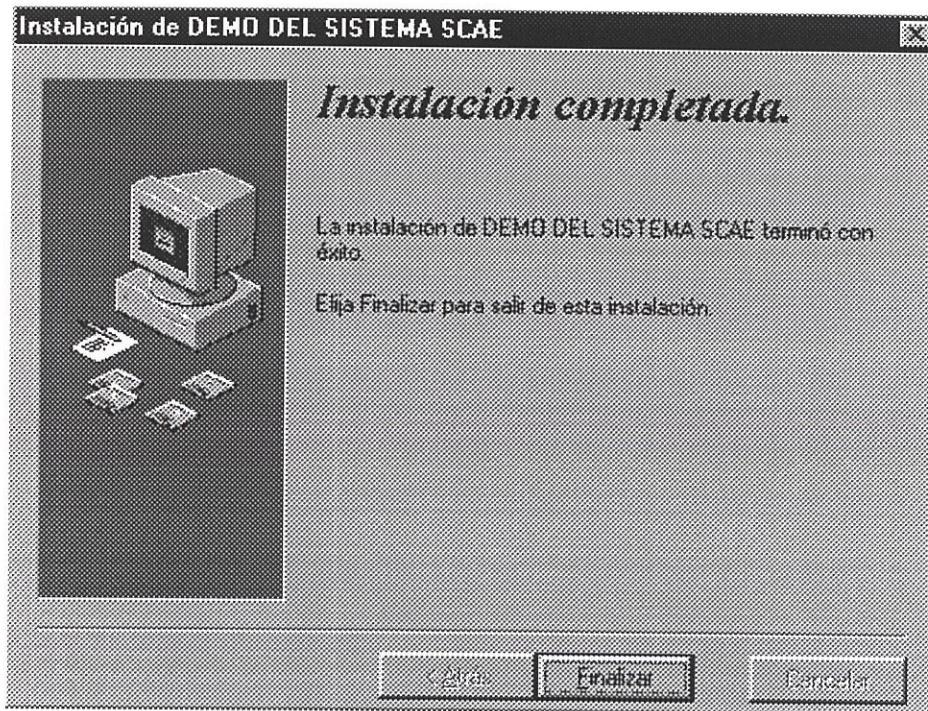 Instalación de DEMO DEL SISTEMA SCAE
Instalación completada.
La instalación de DEMO DEL SISTEMA SCAE terminó con
éxito.
Elija Finalizar para salir de esta instalación.
< Atrás
Finalizar
Cancelar